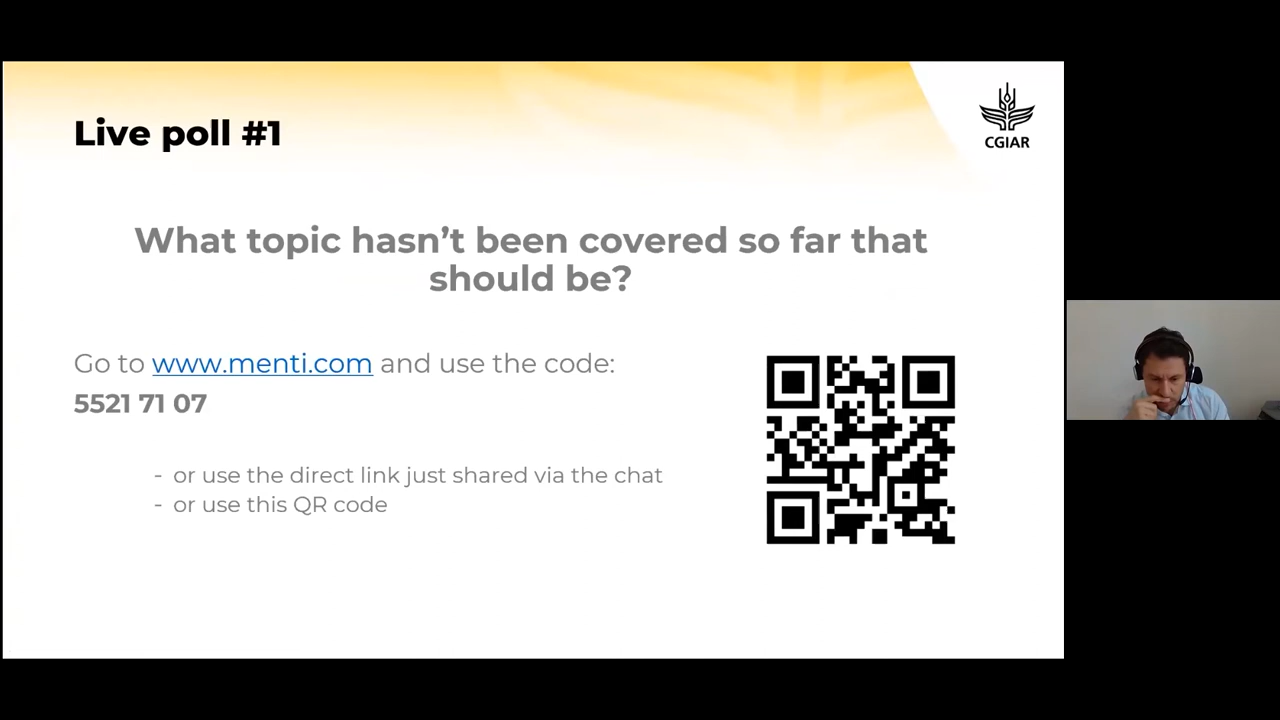 Live poll #1
CGIAR
What topic hasn’t been covered so far that
should be?
Go to www.menti.com and use the code:
5521 71 07
- or use the direct link just shared via the chat
- or use this QR code